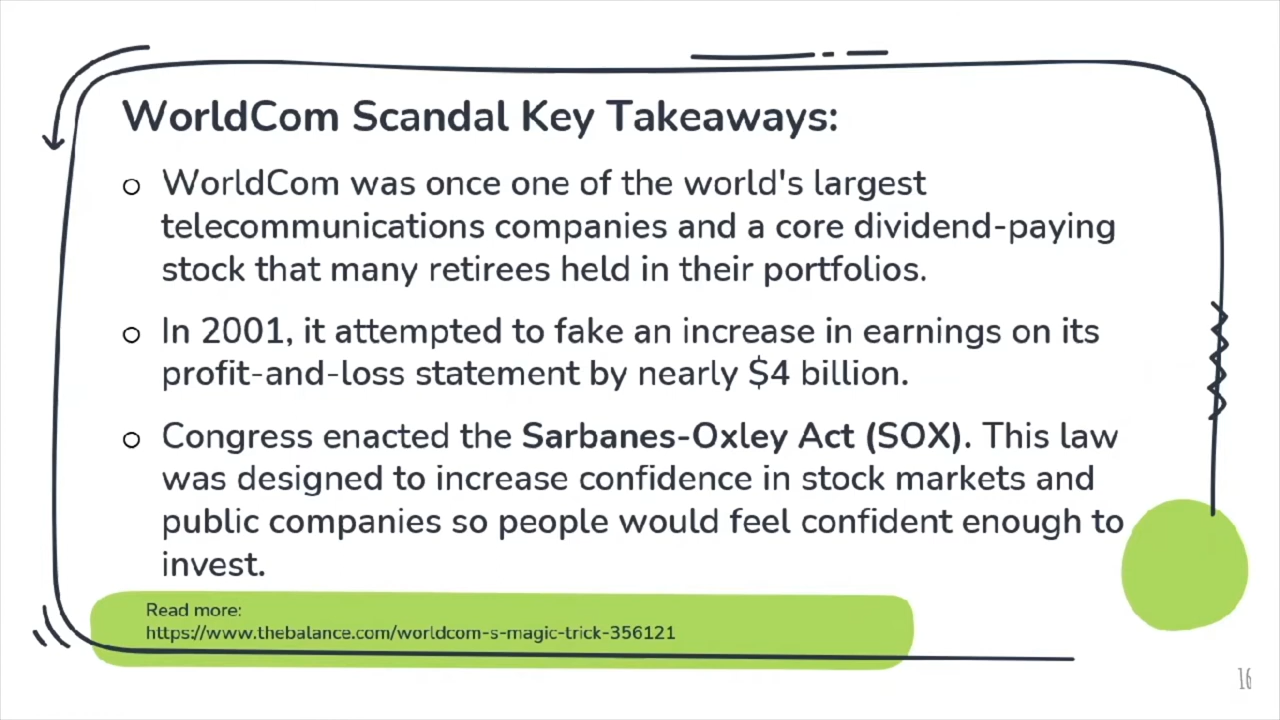 WorldCom Scandal Key Takeaways:
WorldCom was once one of the world's largest
telecommunications companies and a core dividend-paying
stock that many retirees held in their portfolios.
In 2001, it attempted to fake an increase in earnings on its
profit-and-loss statement by nearly $4 billion.
Congress enacted the Sarbanes-Oxley Act (SOX). This law
was designed to increase confidence in stock markets and
public companies so people would feel confident enough to
invest.
Read more:
https://www.thebalance.com/worldcom-s-magic-trick-356121
16